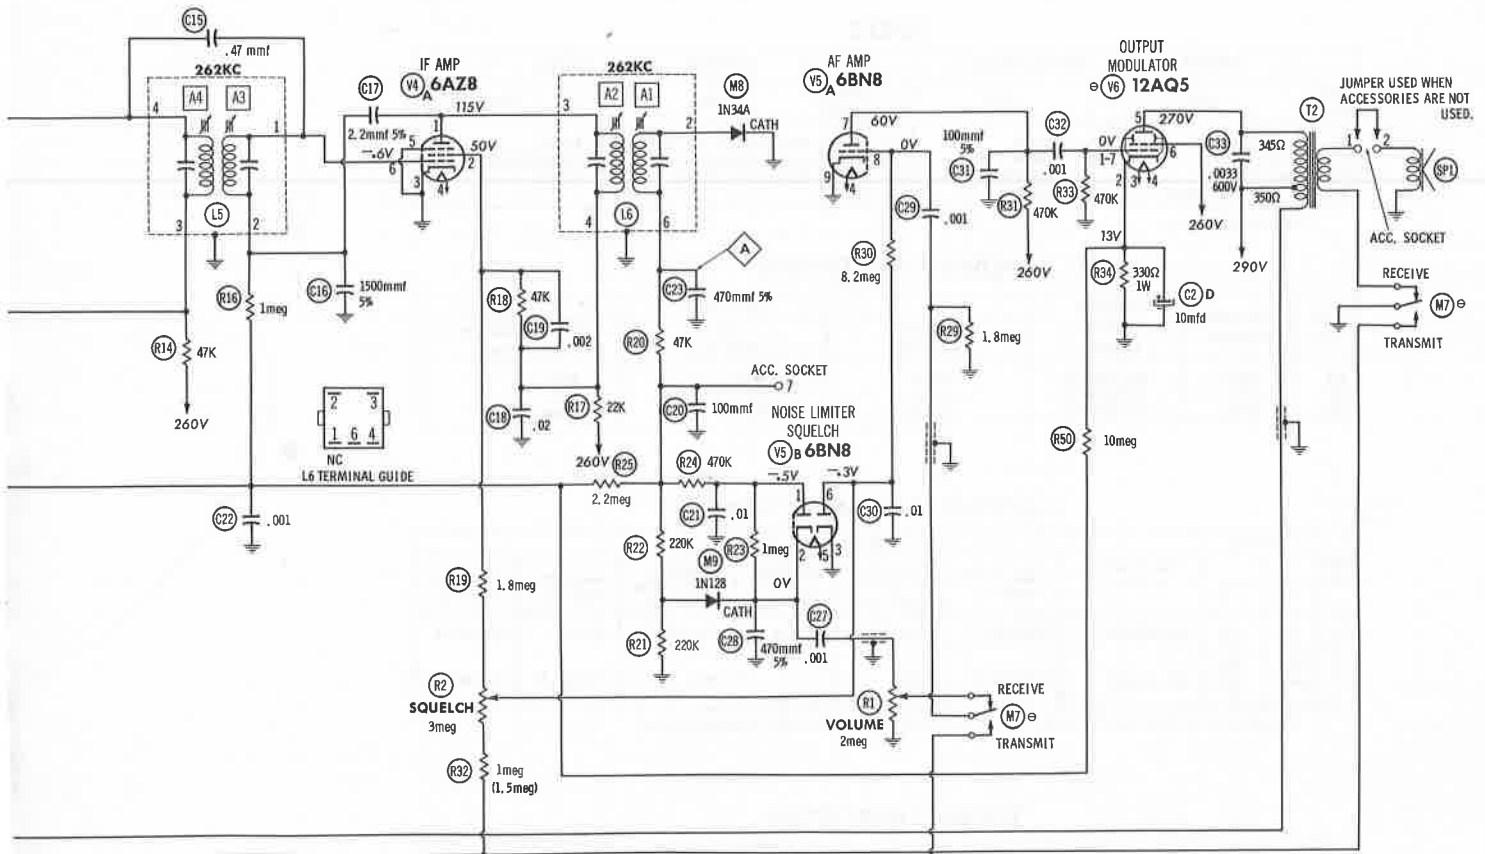 C15
.47 mmf
262KC
A4 A3
4
1
3
2
L5
C17
2.2mmf 5%
IF AMP
V4 A 6AZ8
115V
1
5
-.6V
6
2
50V
3
4
R16
1meg
C16
1500mmf
5%
R14
47K
260V
2 3
1 6 4
NC
L6 TERMINAL GUIDE
C22
.001
262KC
A2 A1
3
2
4
6
L6
M8
1N34A
CATH
A
C23
470mmf 5%
R18
47K
C19
.002
R20
47K
C18
.02
R17
22K
260V
ACC. SOCKET
7
C20
100mmf
NOISE LIMITER
SQUELCH
V5 B 6BN8
R25
2.2meg
R24 470K
-.5V
-.3V
1
6
C21
.01
R22
220K
R23
1meg
2
5
3
M9
1N128
CATH
0V
C27
.001
R21
220K
C28
470mmf
5%
C30
.01
R19
1.8meg
R2
SQUELCH
3meg
R32
1meg
(1.5meg)
R1
VOLUME
2meg
RECEIVE
M7
TRANSMIT
AF AMP
V5 A 6BN8
7
60V
8
0V
9
4
R30
8.2meg
C29
.001
R29
1.8meg
100mmf
5%
C31
C32
.001
R31
470K
260V
R33
470K
OUTPUT
MODULATOR
⊖ V6 12AQ5
5
270V
0V
1-7
6
2
3
4
260V
13V
R34
330Ω
1W
C2 D
10mfd
R50
10meg
C33
.0033
600V
290V
T2
345Ω
350Ω
JUMPER USED WHEN
ACCESSORIES ARE NOT
USED.
1
2
SP1
ACC. SOCKET
RECEIVE
M7 ⊖
TRANSMIT